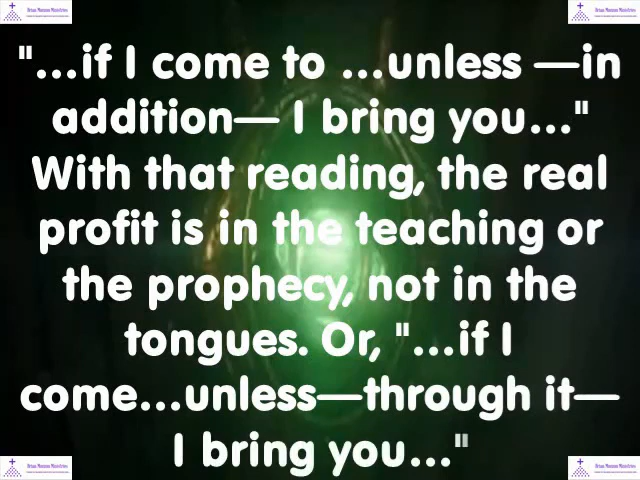 "...if I come to ...unless —in
addition— I bring you..."
With that reading, the real
profit is in the teaching or
the prophecy, not in the
tongues. Or, "...if I
come...unless—through it—
I bring you..."